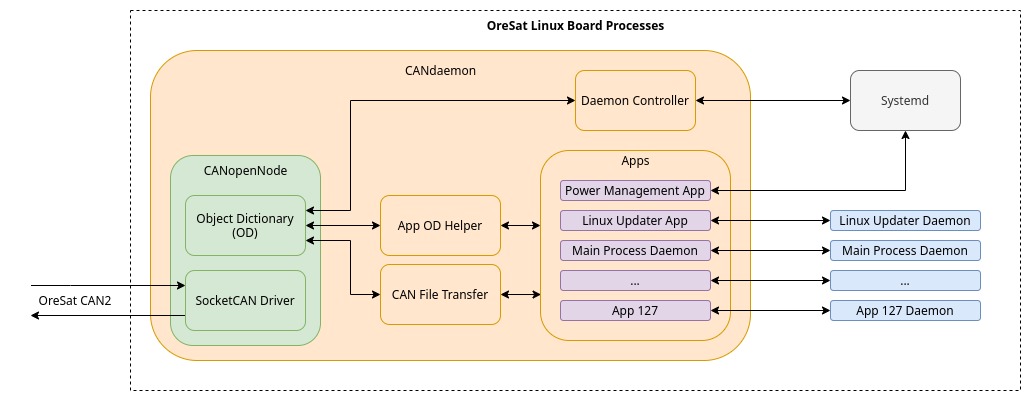 OreSat Linux Board Processes
CANdaemon
Daemon Controller
Systemd
Apps
CANopenNode
Power Management App
Object Dictionary
(OD)
App OD Helper
Linux Updater App
Linux Updater Daemon
Main Process Daemon
Main Process Daemon
...
...
CAN File Transfer
SocketCAN Driver
OreSat CAN2
App 127
App 127 Daemon